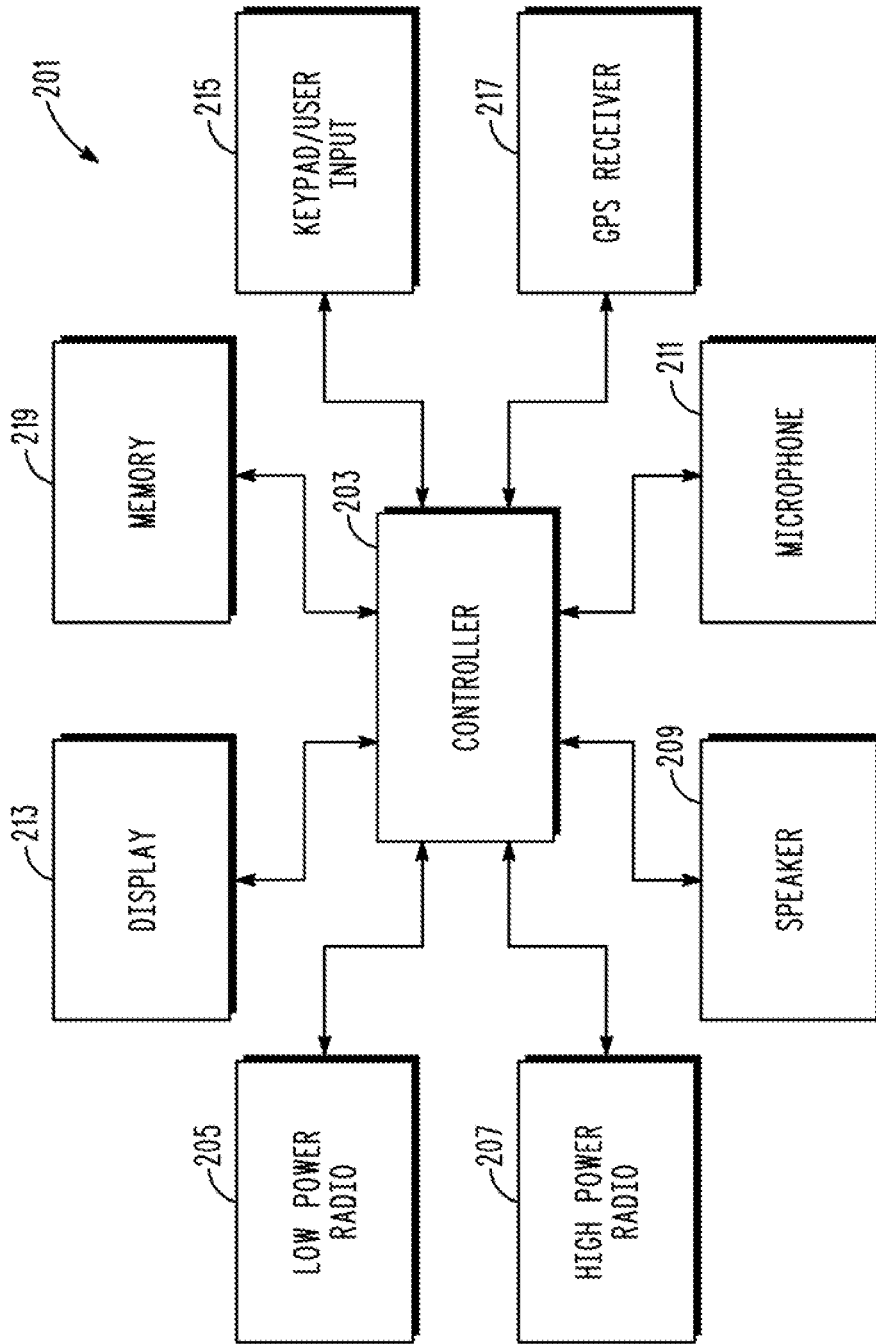 201
213
DISPLAY
219
MEMORY
205
LOW POWER
RADIO
215
KEYPAD/USER
INPUT
203
CONTROLLER
207
HIGH POWER
RADIO
217
GPS RECEIVER
209
SPEAKER
211
MICROPHONE